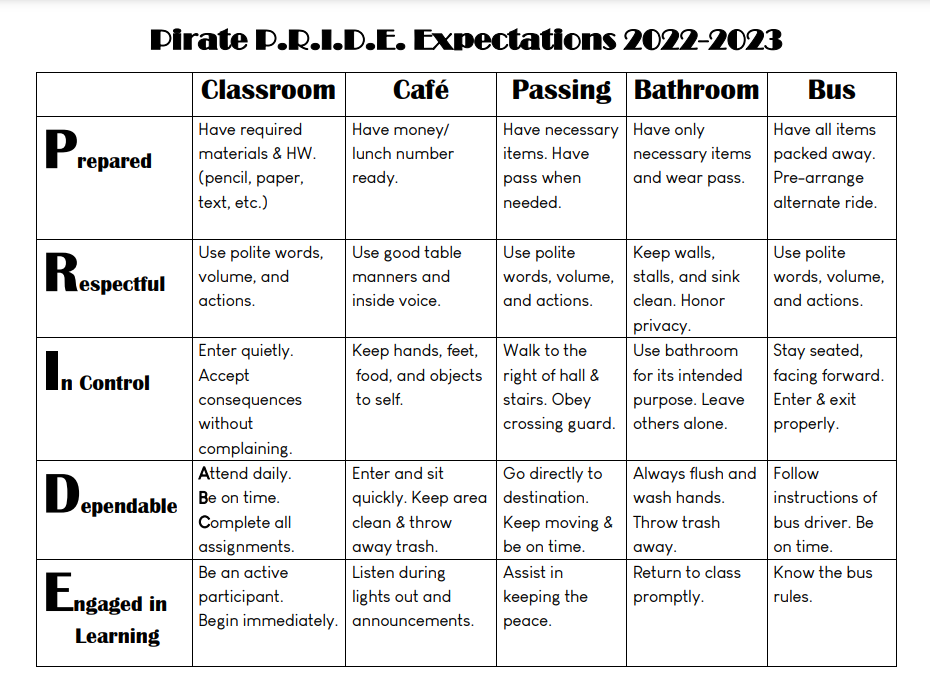 Pirate P.R.I.D.E. Expectations 2022-2023
Classroom
Café
Passing
Bathroom
Bus
Prepared
Have required
materials & HW.
(pencil, paper,
text, etc.)
Have money/
lunch number
ready.
Have necessary
items. Have
pass when
needed.
Have only
necessary items
and wear pass.
Have all items
packed away.
Pre-arrange
alternate ride.
Respectful
Use polite words,
volume, and
actions.
Use good table
manners and
inside voice.
Use polite
words, volume,
and actions.
Keep walls,
stalls, and sink
clean. Honor
privacy.
Use polite
words, volume,
and actions.
In Control
Enter quietly.
Accept
consequences
without
complaining.
Keep hands, feet,
food, and objects
to self.
Walk to the
right of hall &
stairs. Obey
crossing guard.
Use bathroom
for its intended
purpose. Leave
others alone.
Stay seated,
facing forward.
Enter & exit
properly.
Dependable
Attend daily.
Be on time.
Complete all
assignments.
Enter and sit
quickly. Keep area
clean & throw
away trash.
Go directly to
destination.
Keep moving &
be on time.
Always flush and
wash hands.
Throw trash
away.
Follow
instructions of
bus driver. Be
on time.
Engaged in
Learning
Be an active
participant.
Begin immediately.
Listen during
lights out and
announcements.
Assist in
keeping the
peace.
Return to class
promptly.
Know the bus
rules.